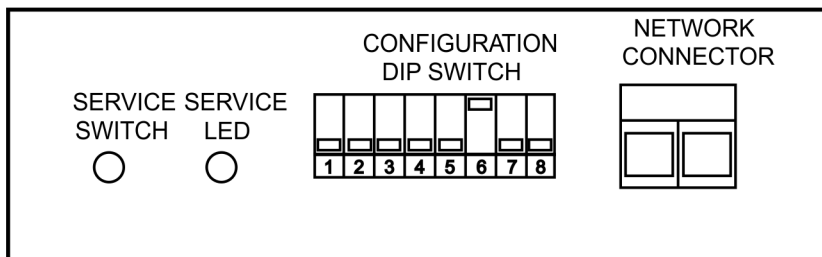 NETWORK
CONNECTOR
CONFIGURATION
DIP SWITCH
SERVICE SERVICE
SWITCH LED
1 2 3 4 5 6 7 8